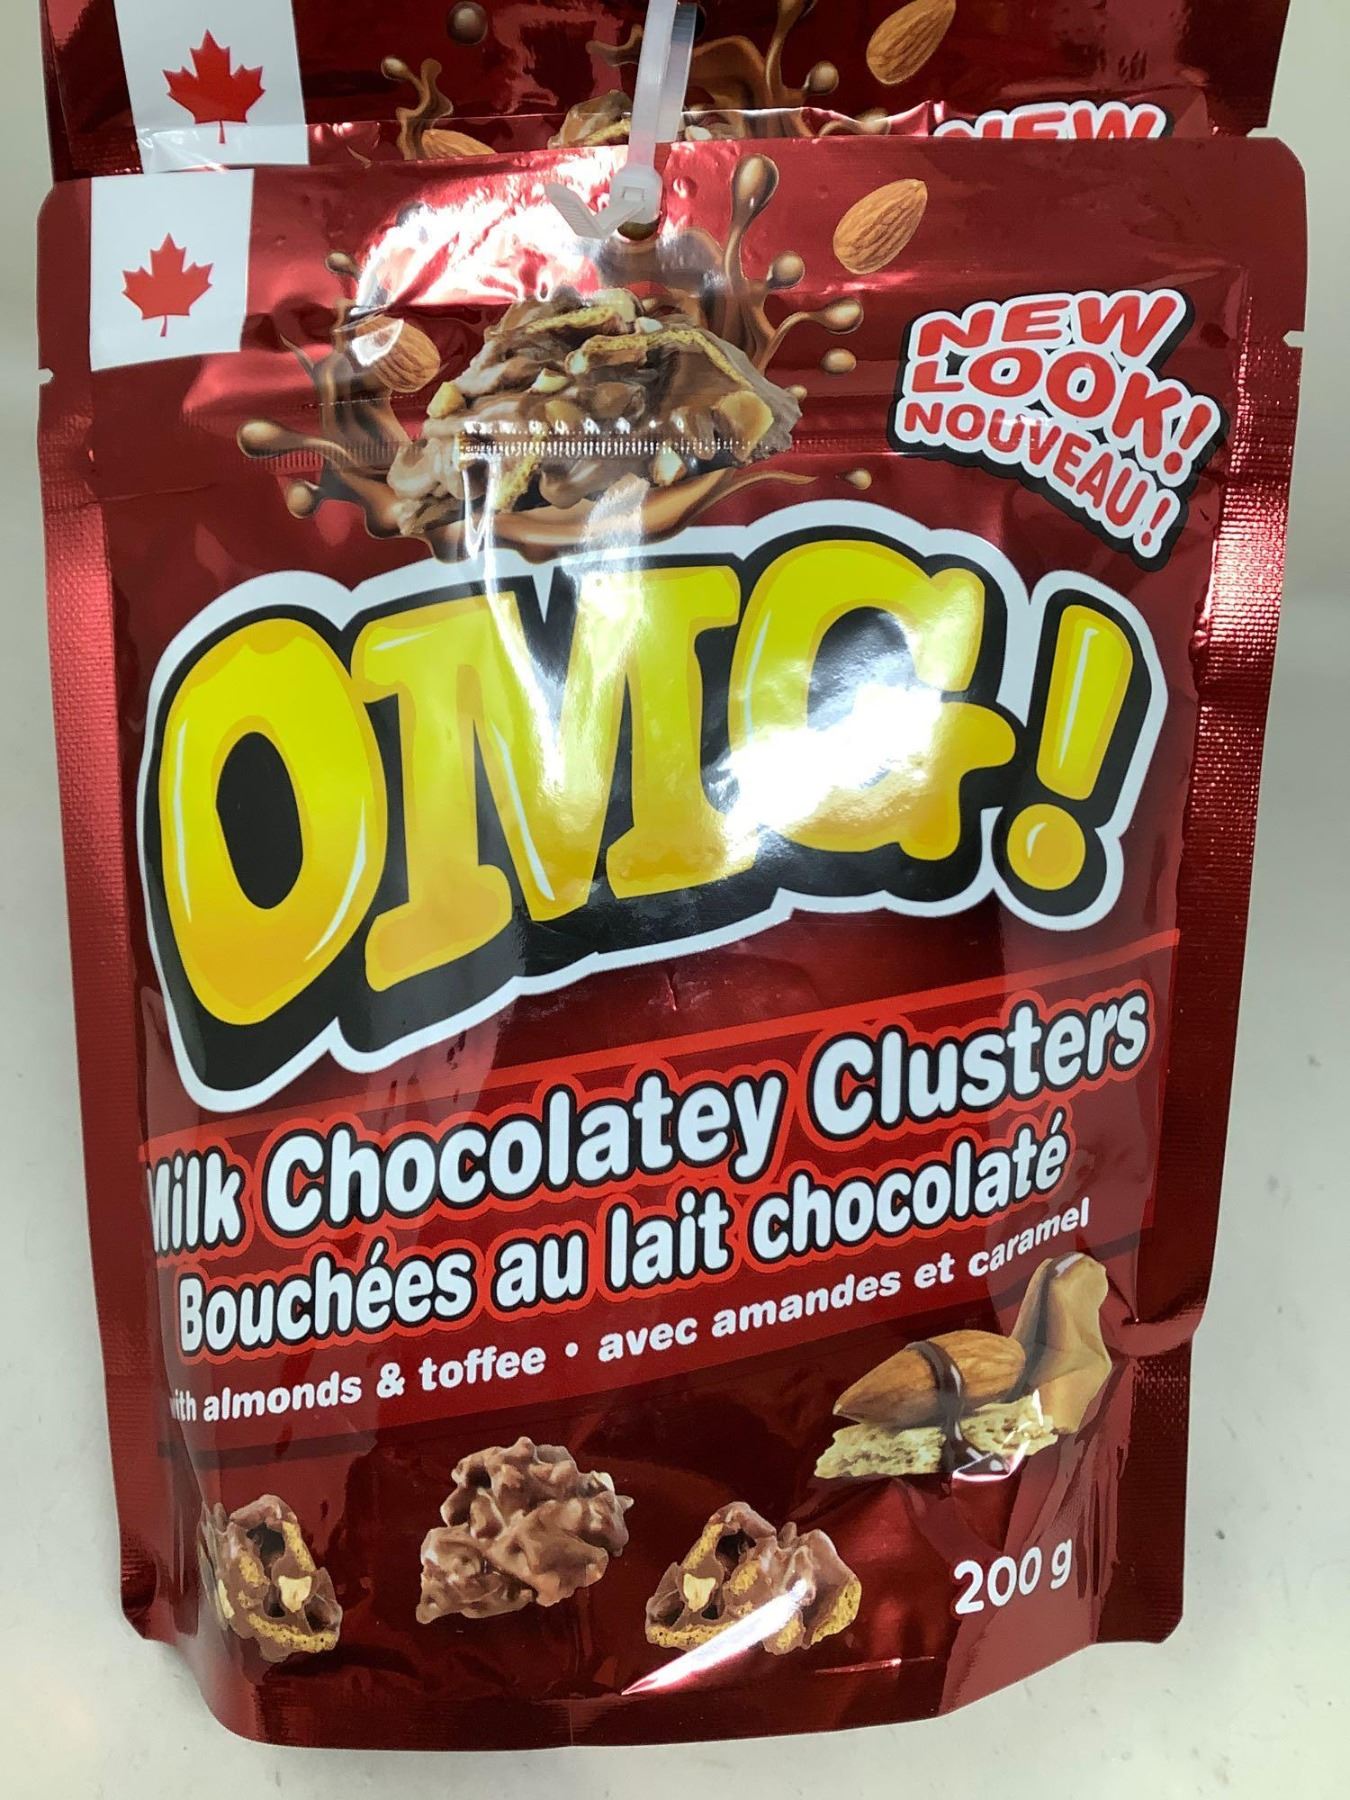 NEW
NEW
LOOK!
NOUVEAU!
OMG!
Milk Chocolatey Clusters
Bouchées au lait chocolaté
with almonds & toffee • avec amandes et caramel
200 g